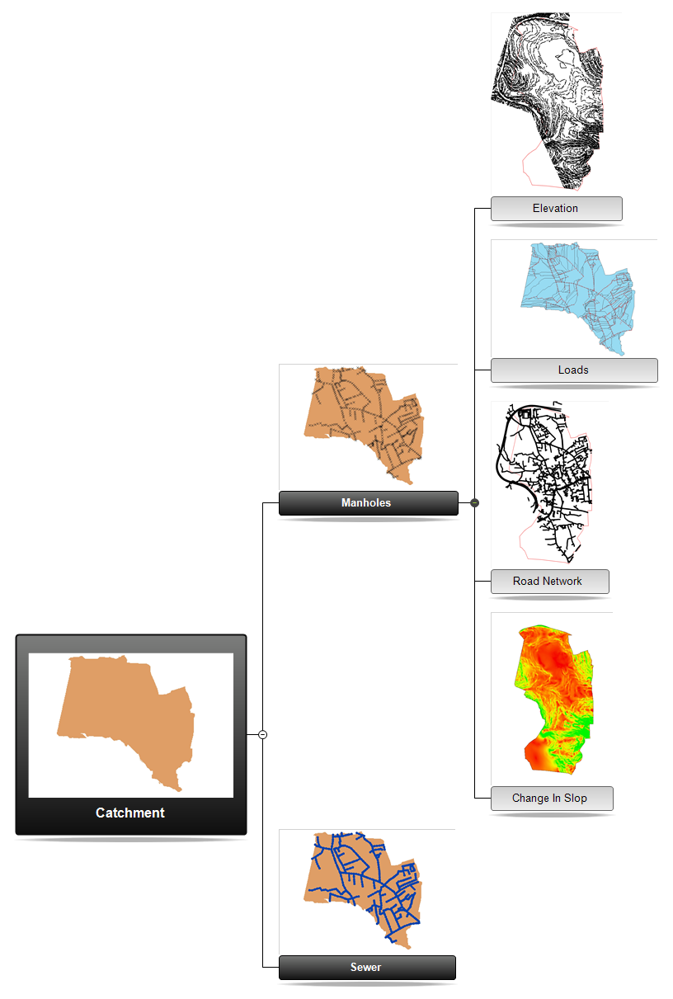 Elevation
Loads
Manholes
Road Network
Catchment
Change In Slop
Sewer